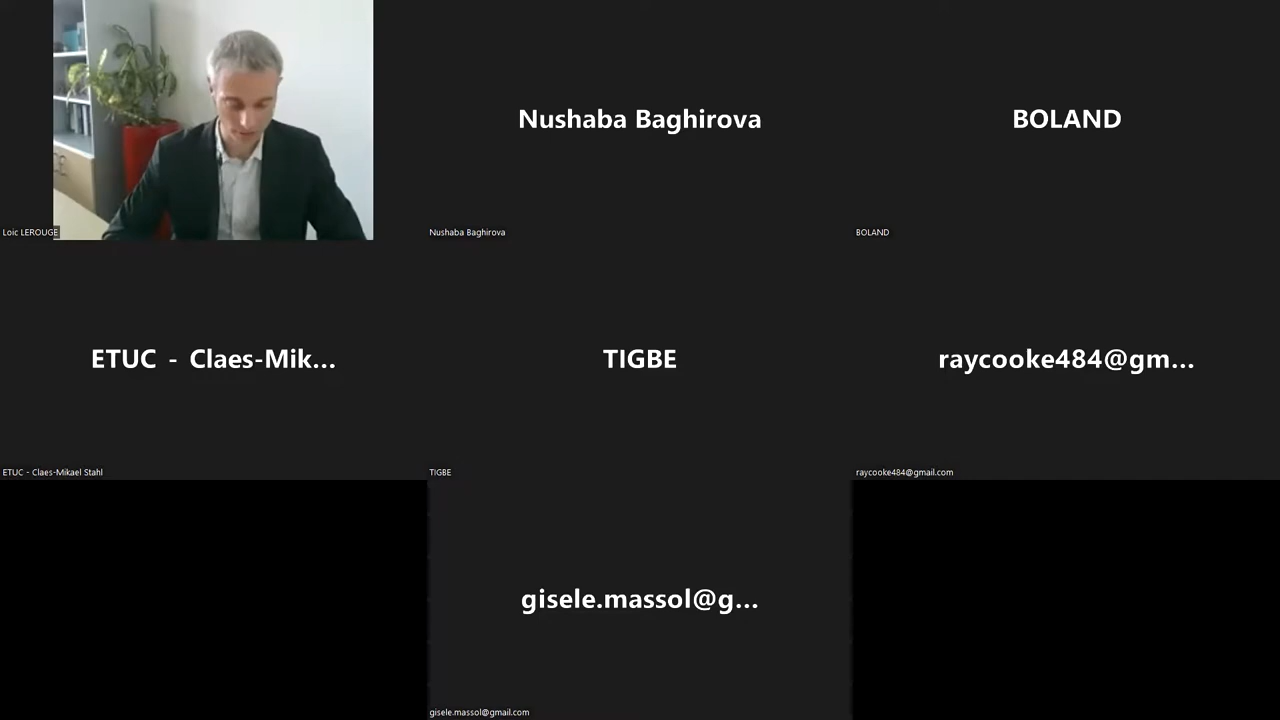 Nushaba Baghirova
BOLAND
Loic LEROUGE
Nushaba Baghirova
BOLAND
ETUC - Claes-Mik...
TIGBE
raycooke484@gm...
ETUC - Claes-Mikael Stahl
TIGBE
raycooke484@gmail.com
gisele.massol@g...
gisele.massol@gmail.com